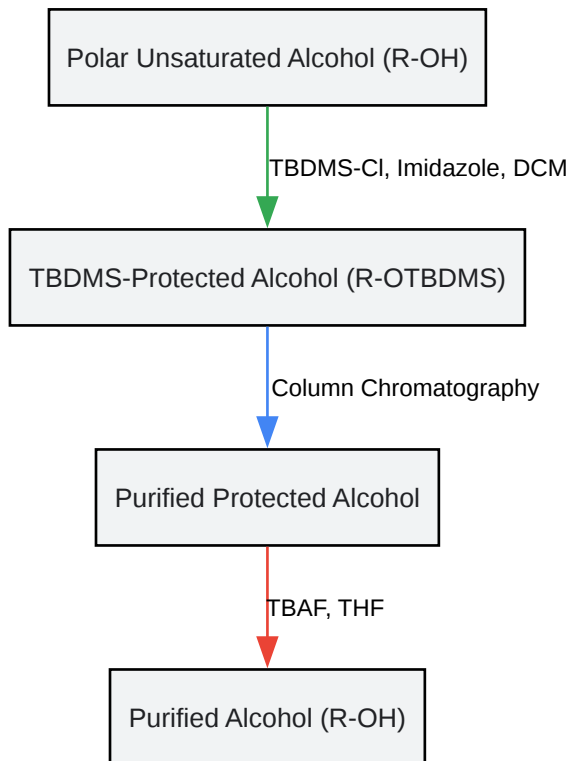 Polar Unsaturated Alcohol (R-OH)
TBDMS-Cl, Imidazole, DCM
TBDMS-Protected Alcohol (R-OTBDMS)
Column Chromatography
Purified Protected Alcohol
TBAF, THF
Purified Alcohol (R-OH)